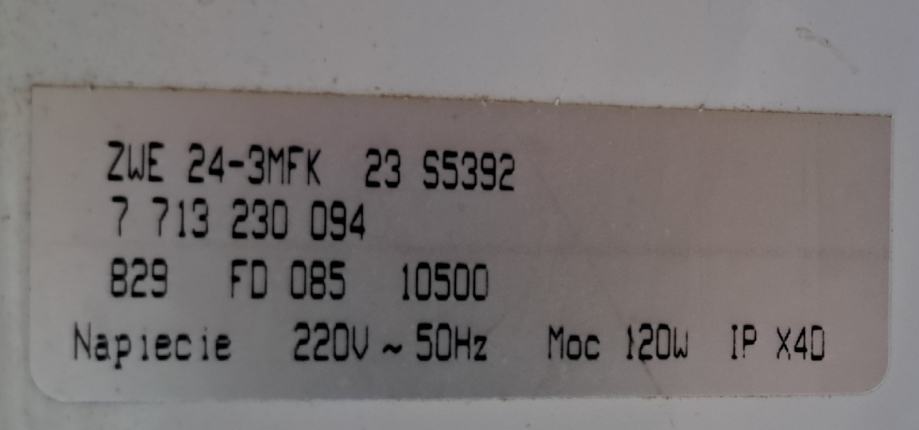 ZWE 24-3MFK 23 S5392
7 713 230 094
829 FD 085 10500
Napiecie 220V ~ 50Hz Moc 120W IP X4D